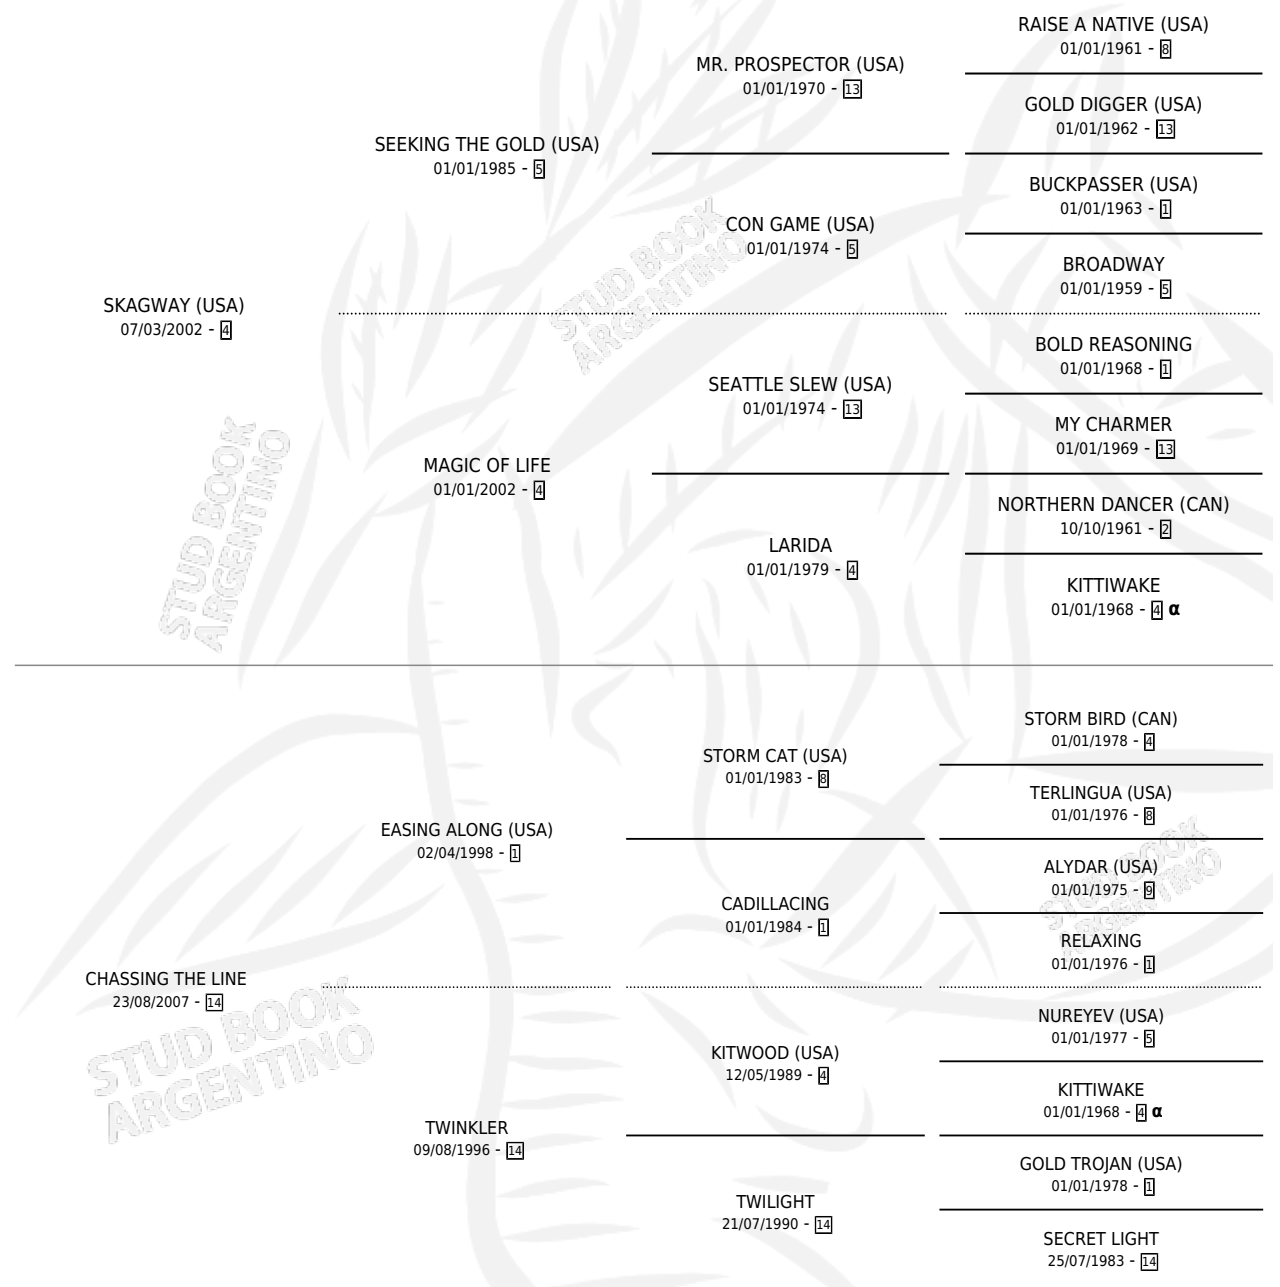 RAISE A NATIVE (USA)
01/01/1961 - 8
MR. PROSPECTOR (USA)
01/01/1970 - 13
GOLD DIGGER (USA)
01/01/1962 - 13
SEEKING THE GOLD (USA)
01/01/1985 - 5
BUCKPASSER (USA)
01/01/1963 - 1
CON GAME (USA)
01/01/1974 - 5
BROADWAY
01/01/1959 - 5
STUD BOOK
ARGENTINO
SKAGWAY (USA)
07/03/2002 - 4
BOLD REASONING
01/01/1968 - 1
SEATTLE SLEW (USA)
01/01/1974 - 13
MY CHARMER
01/01/1969 - 13
MAGIC OF LIFE
01/01/2002 - 4
NORTHERN DANCER (CAN)
10/10/1961 - 2
LARIDA
01/01/1979 - 4
KITTIWAKE
01/01/1968 - 4 α
STUD BOOK
ARGENTINO
STORM BIRD (CAN)
01/01/1978 - 4
STORM CAT (USA)
01/01/1983 - 8
TERLINGUA (USA)
01/01/1976 - 8
EASING ALONG (USA)
02/04/1998 - 1
ALYDAR (USA)
01/01/1975 - 9
CADILLACING
01/01/1984 - 1
RELAXING
01/01/1976 - 1
STUD BOOK
ARGENTINO
CHASSING THE LINE
23/08/2007 - 14
NUREYEV (USA)
01/01/1977 - 5
KITWOOD (USA)
12/05/1989 - 4
KITTIWAKE
01/01/1968 - 4 α
TWINKLER
09/08/1996 - 14
GOLD TROJAN (USA)
01/01/1978 - 1
TWILIGHT
21/07/1990 - 14
SECRET LIGHT
25/07/1983 - 14
STUD BOOK
ARGENTINO